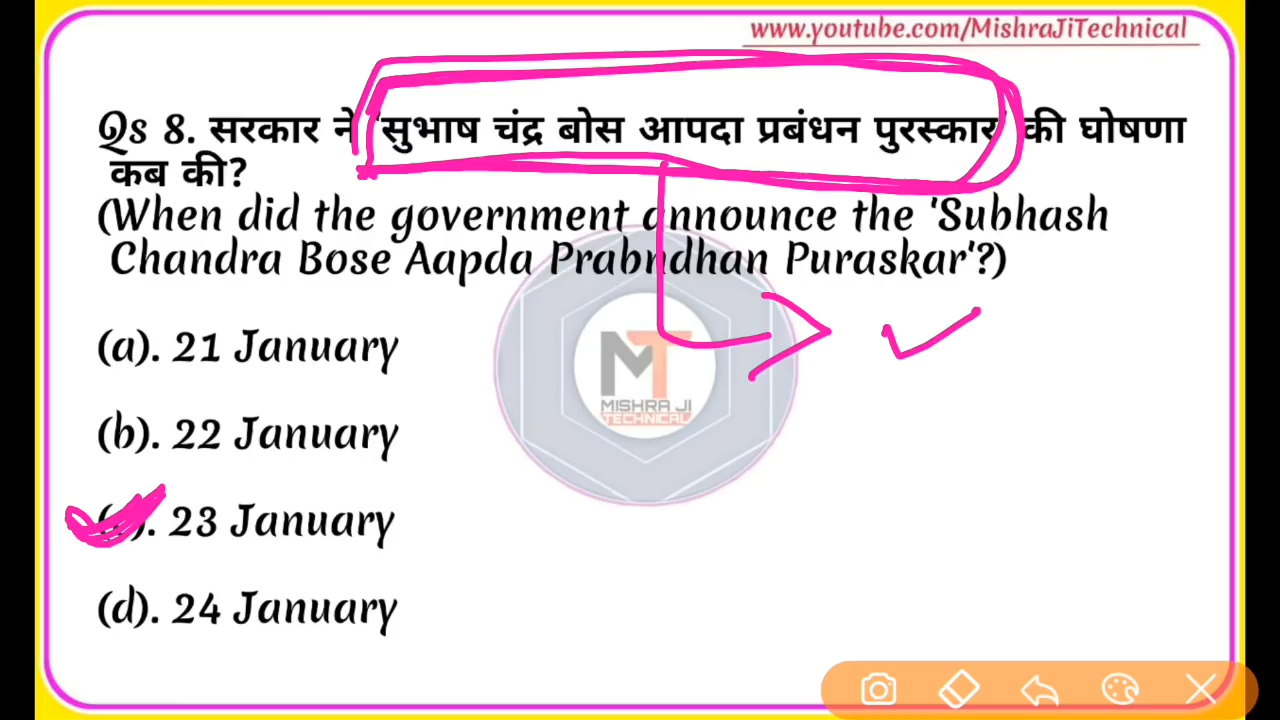 www.youtube.com/MishraJiTechnical
Qs 8. सरकार ने 'सुभाष चंद्र बोस आपदा प्रबंधन पुरस्कार' की घोषणा
कब की?
(When did the government announce the 'Subhash
Chandra Bose Aapda Prabndhan Puraskar'?)
(a). 21 January
(b). 22 January
(c). 23 January
(d). 24 January
MT
MISHRA JI
TECHNICAL